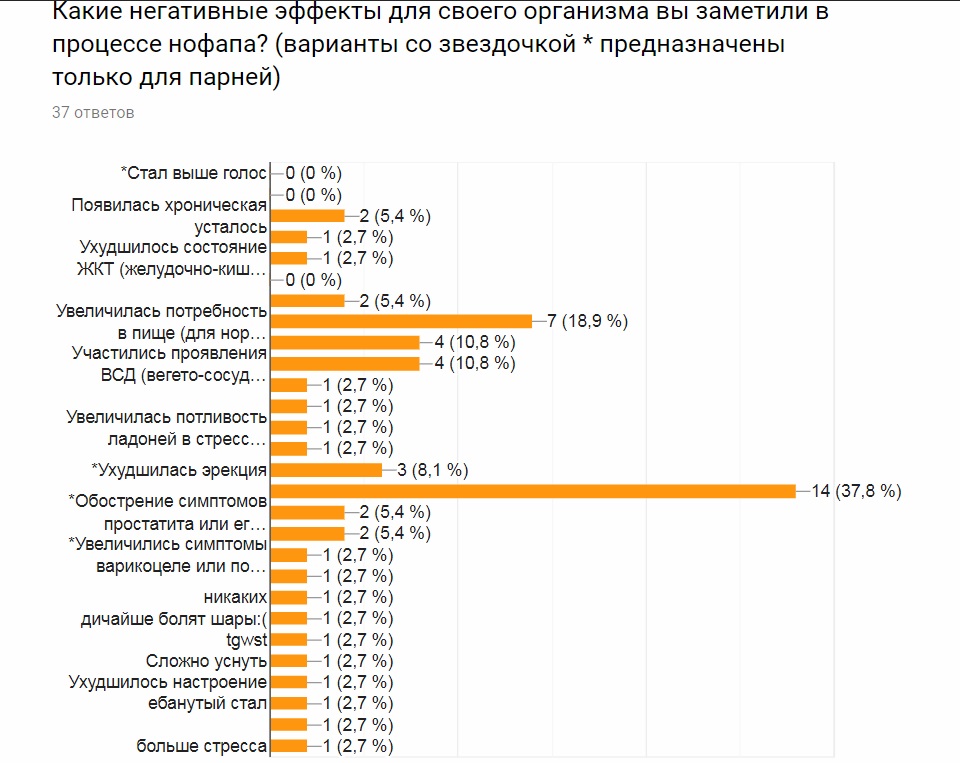 Какие негативные эффекты для своего организма вы заметили в
процессе нофапа? (варианты со звездочкой * предназначены
только для парней)
37 ответов
*Стал выше голос 0 (0 %)
0 (0 %)
Появилась хроническая
усталось 2 (5,4 %)
1 (2,7 %)
Ухудшилось состояние
ЖКТ (желудочно-киш… 1 (2,7 %)
0 (0 %)
2 (5,4 %)
Увеличилась потребность
в пище (для нор… 7 (18,9 %)
4 (10,8 %)
Участились проявления
ВСД (вегето-сосуд… 4 (10,8 %)
1 (2,7 %)
1 (2,7 %)
Увеличилась потливость
ладоней в стресс… 1 (2,7 %)
1 (2,7 %)
*Ухудшилась эрекция 3 (8,1 %)
14 (37,8 %)
*Обострение симптомов
простатита или ег… 2 (5,4 %)
2 (5,4 %)
*Увеличились симптомы
варикоцеле или по… 1 (2,7 %)
1 (2,7 %)
никаких 1 (2,7 %)
дичайше болят шары:( 1 (2,7 %)
tgwst 1 (2,7 %)
Сложно уснуть 1 (2,7 %)
Ухудшилось настроение 1 (2,7 %)
ебанутый стал 1 (2,7 %)
1 (2,7 %)
больше стресса 1 (2,7 %)